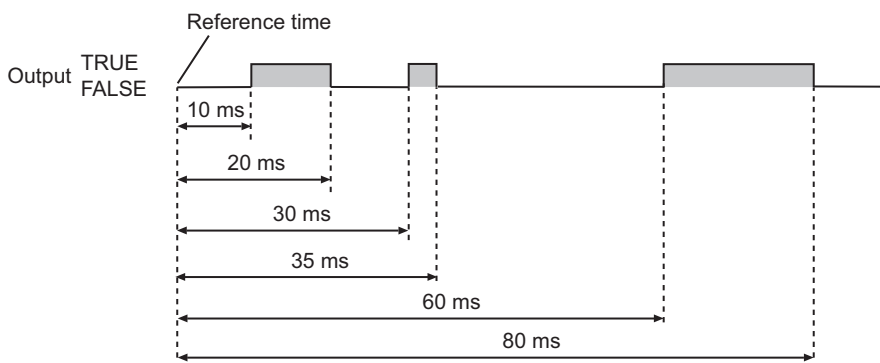 Reference time
Output TRUE
FALSE
10 ms
20 ms
30 ms
35 ms
60 ms
80 ms